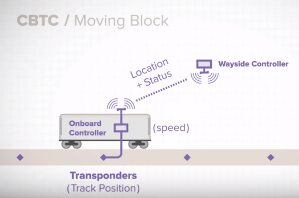 CBTC / Moving Block
Location
+ Status
Wayside Controller
Onboard
Controller
(speed)
Transponders
(Track Position)